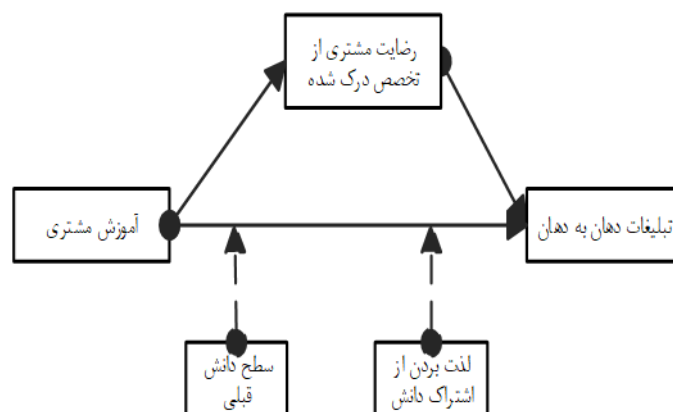 رضایت مشتری از
تخصص درک شده
آموزش مشتری
تبلیغات دهان به دهان
سطح دانش
قبلی
لذت بردن از
اشتراک دانش